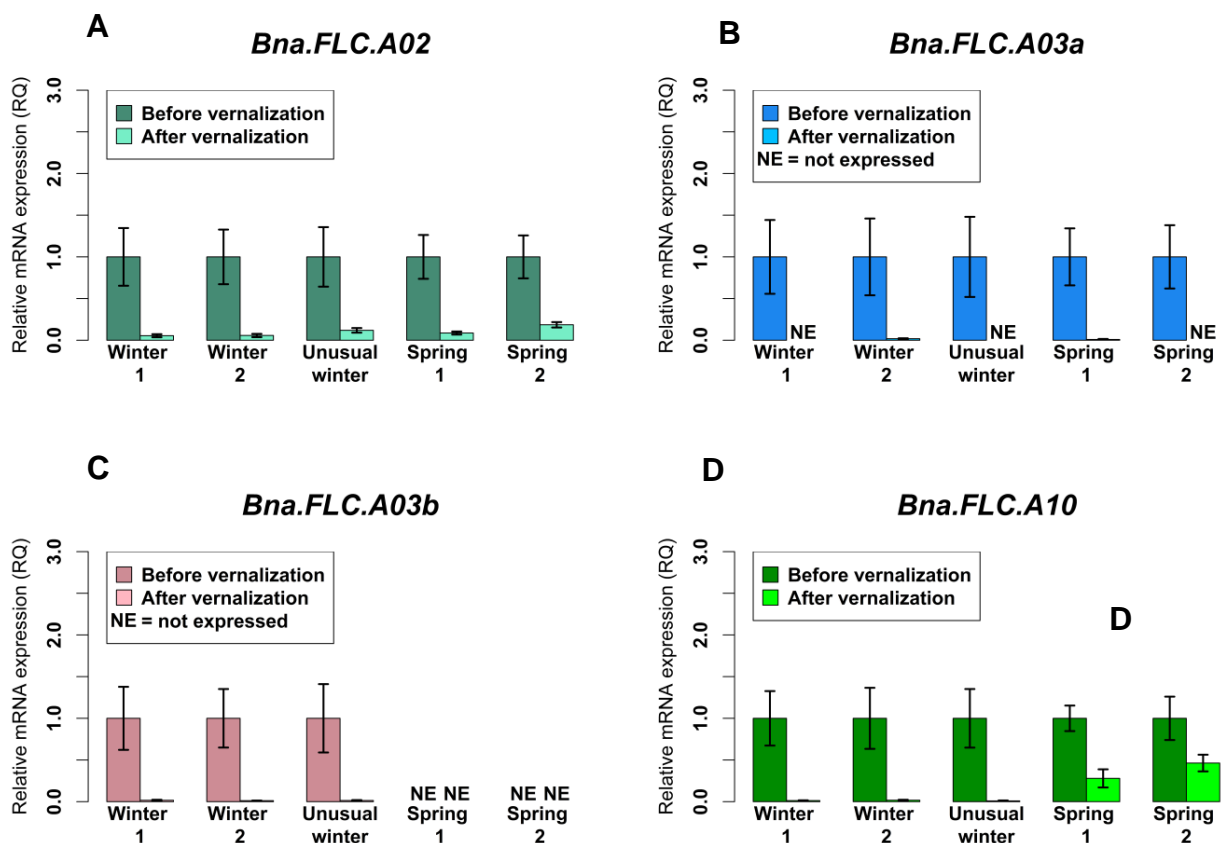 A
Bna.FLC.A02
Relative mRNA expression (RQ)
3.0
2.0
1.0
0.0
Before vernalization
After vernalization
Winter 1
Winter 2
Unusual winter
Spring 1
Spring 2
B
Bna.FLC.A03a
Relative mRNA expression (RQ)
3.0
2.0
1.0
0.0
Before vernalization
After vernalization
NE = not expressed
NE
NE
NE
Winter 1
Winter 2
Unusual winter
Spring 1
Spring 2
C
Bna.FLC.A03b
Relative mRNA expression (RQ)
3.0
2.0
1.0
0.0
Before vernalization
After vernalization
NE = not expressed
NE NE
NE NE
Winter 1
Winter 2
Unusual winter
Spring 1
Spring 2
D
Bna.FLC.A10
Relative mRNA expression (RQ)
3.0
2.0
1.0
0.0
Before vernalization
After vernalization
D
Winter 1
Winter 2
Unusual winter
Spring 1
Spring 2